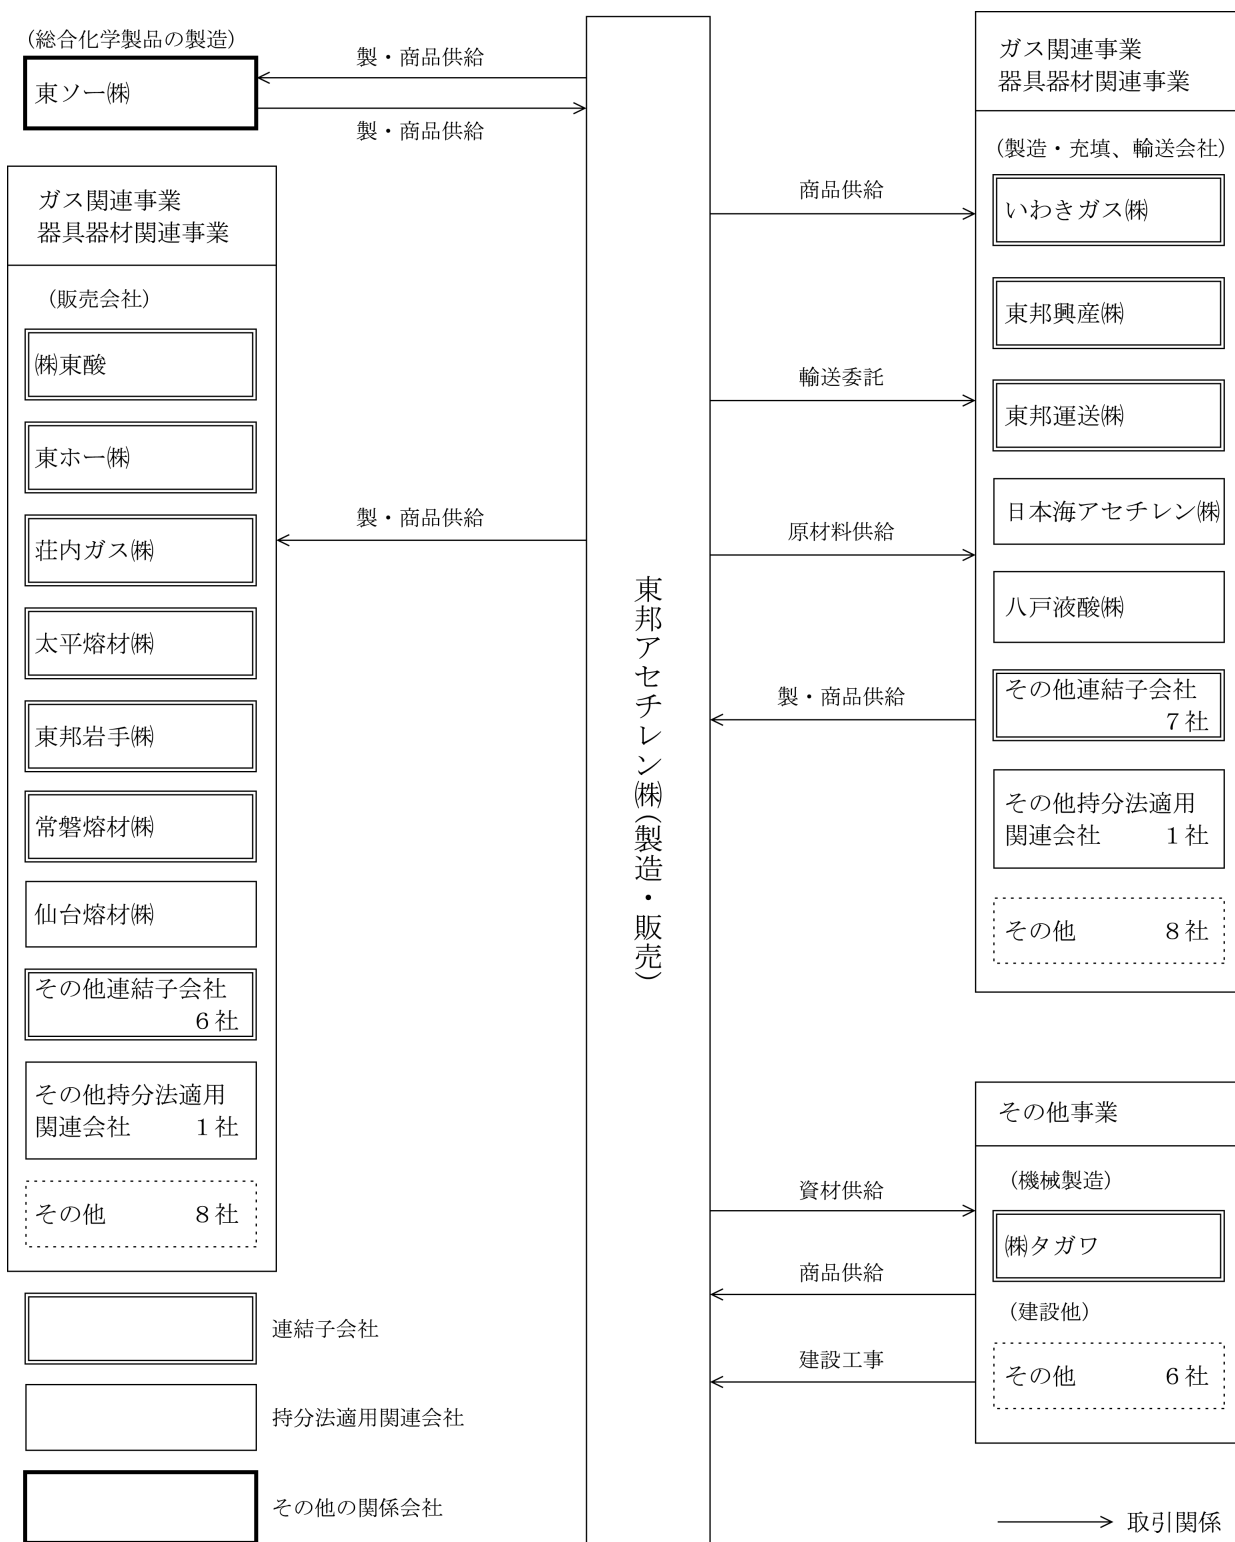 (総合化学製品の製造)
東ソー㈱
製・商品供給
製・商品供給
ガス関連事業
器具器材関連事業
(販売会社)
㈱東酸
東ホー㈱
荘内ガス㈱
太平熔材㈱
東邦岩手㈱
常磐熔材㈱
仙台熔材㈱
その他連結子会社
6社
その他持分法適用
関連会社 1社
その他 8社
製・商品供給
東邦アセチレン㈱(製造・販売)
ガス関連事業
器具器材関連事業
(製造・充填、輸送会社)
商品供給
いわきガス㈱
東邦興産㈱
輸送委託
東邦運送㈱
日本海アセチレン㈱
原材料供給
八戸液酸㈱
その他連結子会社
7社
製・商品供給
その他持分法適用
関連会社 1社
その他 8社
その他事業
(機械製造)
資材供給
㈱タガワ
商品供給
(建設他)
建設工事
その他 6社
連結子会社
持分法適用関連会社
その他の関係会社
取引関係